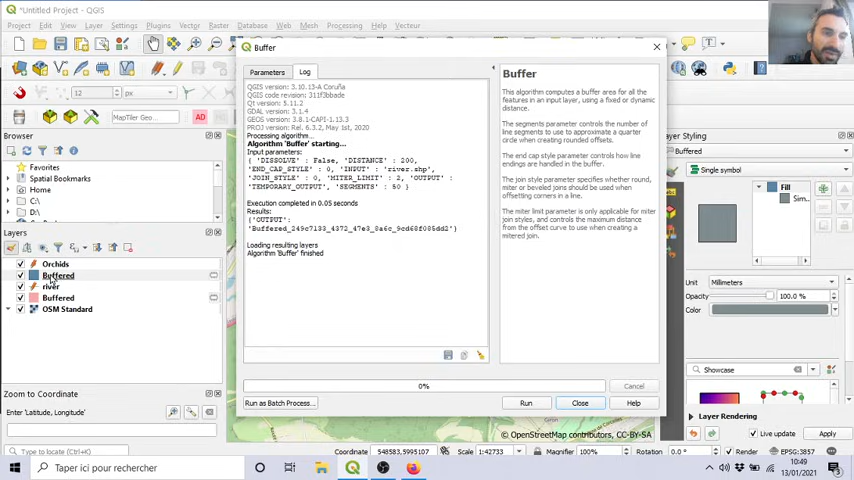 *Untitled Project — QGIS
Project Edit View Layer Settings Plugins Vector Raster Database Web Mesh Processing Help Vecteur
Buffer
Parameters Log
QGIS version: 3.10.13-A Coruña
QGIS code revision: 311f3bbade
Qt version: 5.11.2
GDAL version: 3.1.4
GEOS version: 3.8.1-CAPI-1.13.3
PROJ version: Rel. 6.3.2, May 1st, 2020
Processing algorithm...
Algorithm 'Buffer' starting...
Input parameters:
{ 'DISSOLVE' : False, 'DISTANCE' : 200,
'END_CAP_STYLE' : 0, 'INPUT' : 'river.shp',
'JOIN_STYLE' : 0, 'MITER_LIMIT' : 2, 'OUTPUT' :
'TEMPORARY_OUTPUT', 'SEGMENTS' : 50 }
Execution completed in 0.05 seconds
Results:
{'OUTPUT':
Loading resulting layers
Algorithm 'Buffer' finished
Buffer
This algorithm computes a buffer area for all the
features in an input layer, using a fixed or dynamic
distance.
The segments parameter controls the number of
line segments to use to approximate a quarter
circle when creating rounded offsets.
The end cap style parameter controls how line
endings are handled in the buffer.
The join style parameter specifies whether round,
miter or beveled joins should be used when
offsetting corners in a line.
The miter limit parameter is only applicable for miter
join styles, and controls the maximum distance
from the offset curve to use when creating a
mitered join.
0%
Cancel
Run as Batch Process... Run Close Help
12 px
AD MapTiler Geocoding
Browser
Favorites
Spatial Bookmarks
Home
C:\
D:\
Layers
Orchids
Buffered
river
Buffered
OSM Standard
Zoom to Coordinate
Enter 'Latitude, Longitude'
Type to locate
Layer Styling
Buffered
Single symbol
Fill
Unit Millimeters
Opacity 100.0 %
Color
Showcase
Layer Rendering
Live update Apply
© OpenStreetMap contributors, CC-BY-SA
Coordinate 548583,5995107 Scale 1:42733 Magnifier 100% Rotation 0.0 ° Render EPSG:3857
Taper ici pour rechercher
10:49
10/01/2021
3